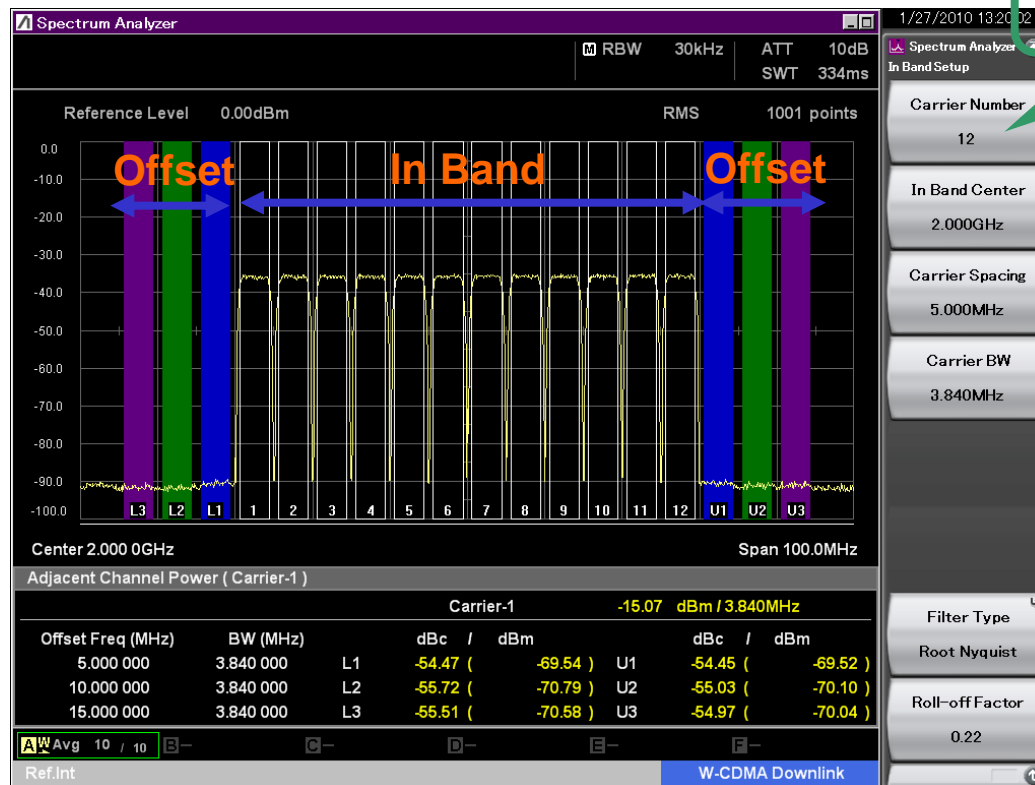 Spectrum Analyzer
1/27/2010 13:20:02
M RBW 30kHz ATT 10dB
SWT 334ms
Spectrum Analyzer
In Band Setup
Reference Level 0.00dBm RMS 1001 points
Carrier Number
12
In Band Center
2.000GHz
Carrier Spacing
5.000MHz
Carrier BW
3.840MHz
Filter Type
Root Nyquist
Roll-off Factor
0.22
Offset In Band Offset
0.0
-10.0
-20.0
-30.0
-40.0
-50.0
-60.0
-70.0
-80.0
-90.0
-100.0
L3 L2 L1 1 2 3 4 5 6 7 8 9 10 11 12 U1 U2 U3
Center 2.000 0GHz Span 100.0MHz
Adjacent Channel Power ( Carrier-1 )
Carrier-1 -15.07 dBm / 3.840MHz
Offset Freq (MHz) BW (MHz) dBc / dBm dBc / dBm
5.000 000 3.840 000 L1 -54.47 ( -69.54 ) U1 -54.45 ( -69.52 )
10.000 000 3.840 000 L2 -55.72 ( -70.79 ) U2 -55.03 ( -70.10 )
15.000 000 3.840 000 L3 -55.51 ( -70.58 ) U3 -54.97 ( -70.04 )
A W Avg 10 / 10 B- C- D- E- F-
Ref.Int W-CDMA Downlink